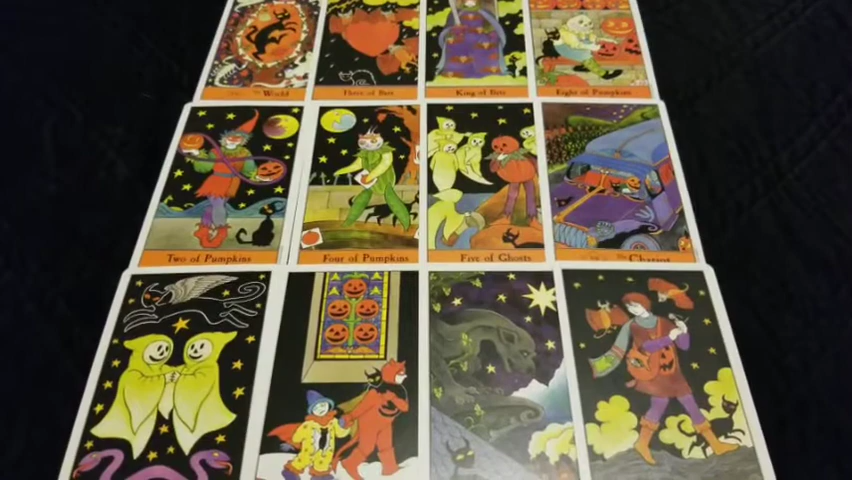 The World
Three of Bats
King of Bats
Eight of Pumpkins
Two of Pumpkins
Four of Pumpkins
Five of Ghosts
The Chariot